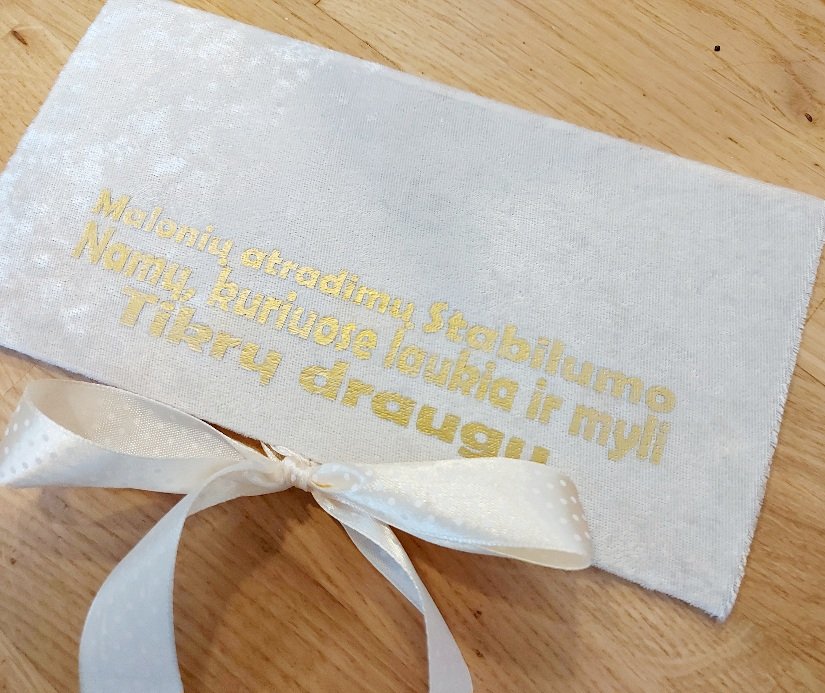 Malonių atradimų Stabilumo
Namų, kuriuose laukia ir myli
Tikrų draugų